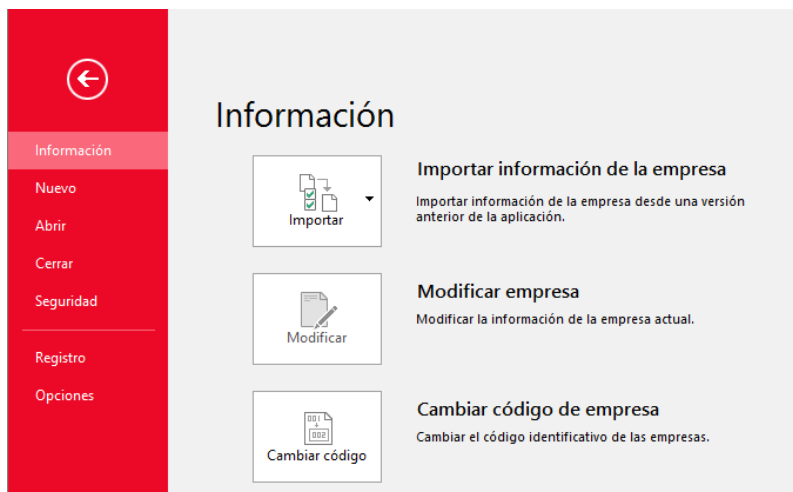 Información
Información
Nuevo
Abrir
Cerrar
Seguridad
Registro
Opciones
Importar
Importar información de la empresa
Importar información de la empresa desde una versión
anterior de la aplicación.
Modificar
Modificar empresa
Modificar la información de la empresa actual.
001
002
Cambiar código
Cambiar código de empresa
Cambiar el código identificativo de las empresas.